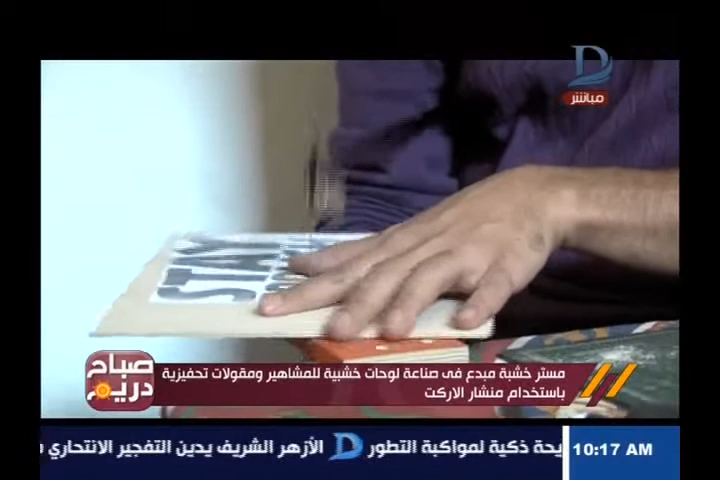 مباشر
STAY
صباح
دريم
مستر خشبة مبدع فى صناعة لوحات خشبية للمشاهير ومقولات تحفيزية
باستخدام منشار الاركت
يحة ذكية لمواكبة التطور الأزهر الشريف يدين التفجير الانتحاري
10:17 AM